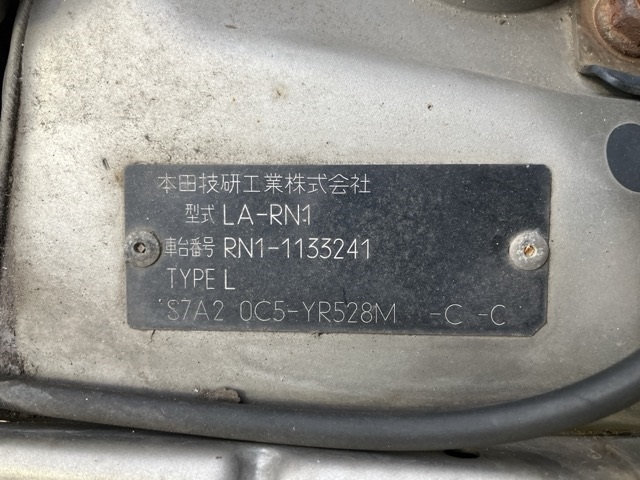 本田技研工業株式会社
型式 LA-RN1
車台番号 RN1-1133241
TYPE L
S7A2 0C5-YR528M -C -C